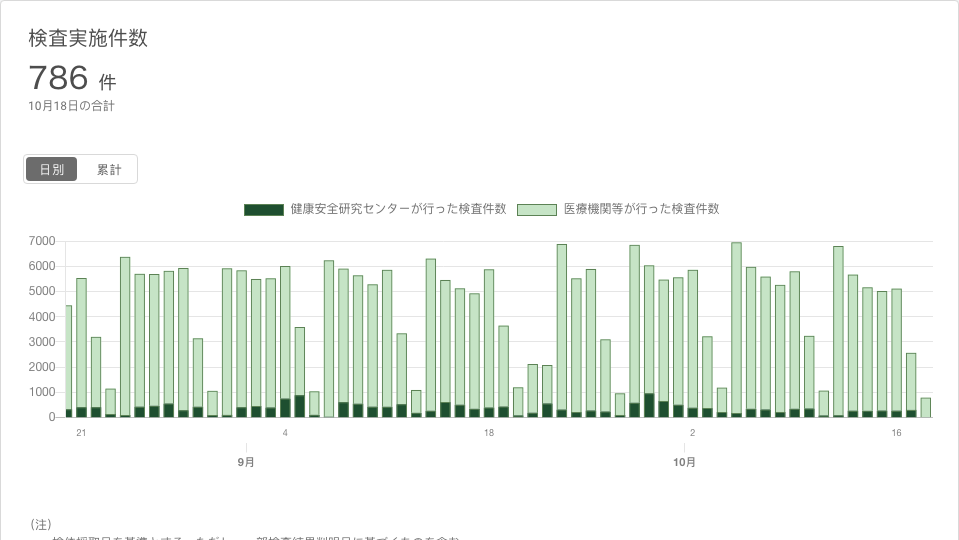 検査実施件数
786 件
10月18日の合計
日別 累計
健康安全研究センターが行った検査件数 医療機関等が行った検査件数
7000
6000
5000
4000
3000
2000
1000
0
21 4 18 2 16
9月 10月
（注）